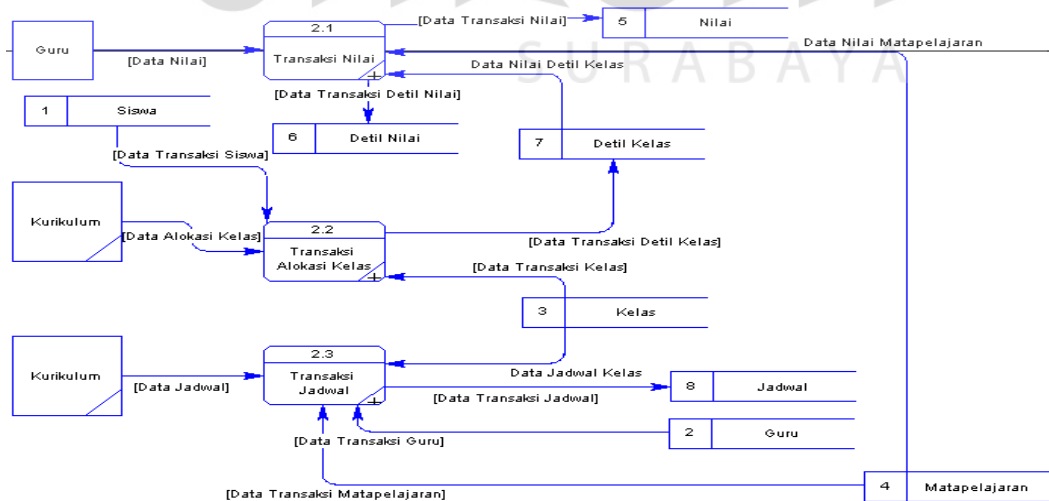 [Data Transaksi Nilai]
5
Nilai
Guru
2.1
Transaksi Nilai
[Data Nilai]
Data Nilai Matapelajaran
Data Nilai Detil Kelas
SURABAYA
[Data Transaksi Detil Nilai]
1
Siswa
6
Detil Nilai
7
Detil Kelas
[Data Transaksi Siswa]
Kurikulum
[Data Alokasi Kelas]
2.2
Transaksi
Alokasi Kelas
[Data Transaksi Detil Kelas]
[Data Transaksi Kelas]
3
Kelas
Kurikulum
[Data Jadwal]
2.3
Transaksi
Jadwal
Data Jadwal Kelas
[Data Transaksi Jadwal]
8
Jadwal
[Data Transaksi Guru]
2
Guru
[Data Transaksi Matapelajaran]
4
Matapelajaran